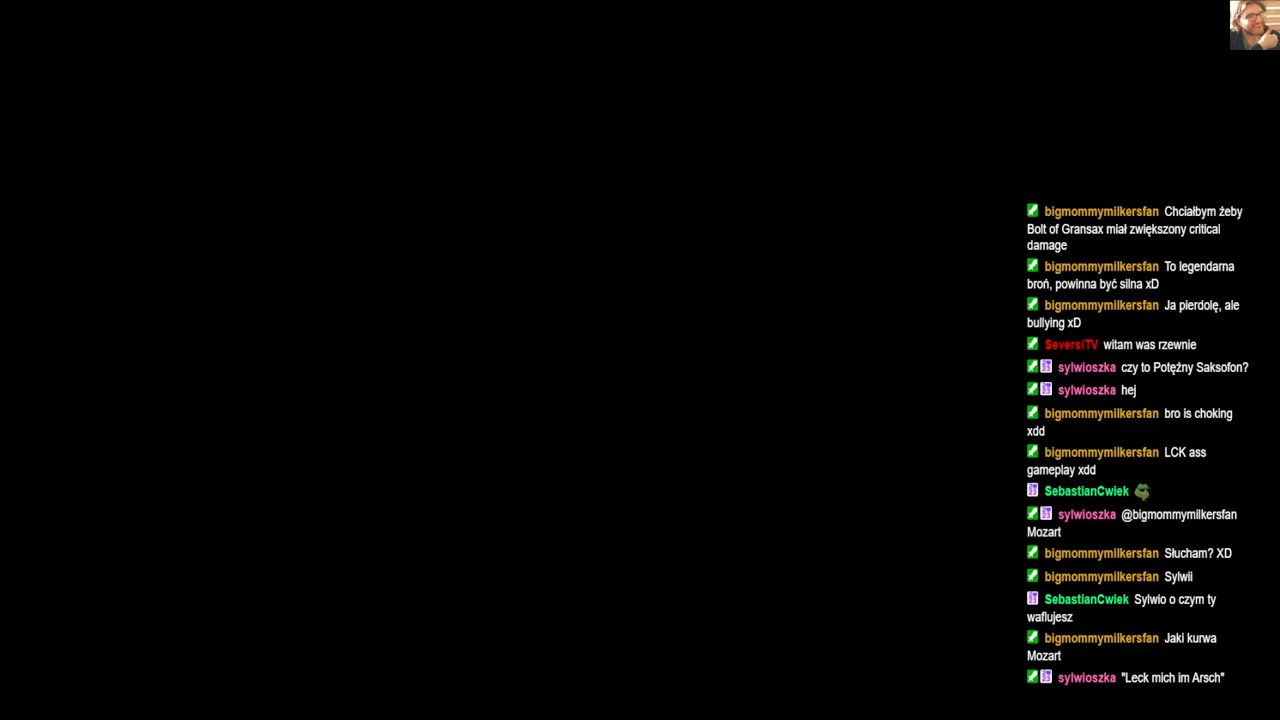 bigmommymilkersfan Chciałbym żeby
Bolt of Gransax miał zwiększony critical
damage
bigmommymilkersfan To legendarna
broń, powinna być silna xD
bigmommymilkersfan Ja pierdolę, ale
bullying xD
SeversiTV witam was rzewnie
sylwioszka czy to Potężny Saksofon?
sylwioszka hej
bigmommymilkersfan bro is choking
xdd
bigmommymilkersfan LCK ass
gameplay xdd
SebastianCwiek
sylwioszka @bigmommymilkersfan
Mozart
bigmommymilkersfan Słucham? XD
bigmommymilkersfan Sylwii
SebastianCwiek Sylwio o czym ty
waflujesz
bigmommymilkersfan Jaki kurwa
Mozart
sylwioszka "Leck mich im Arsch"